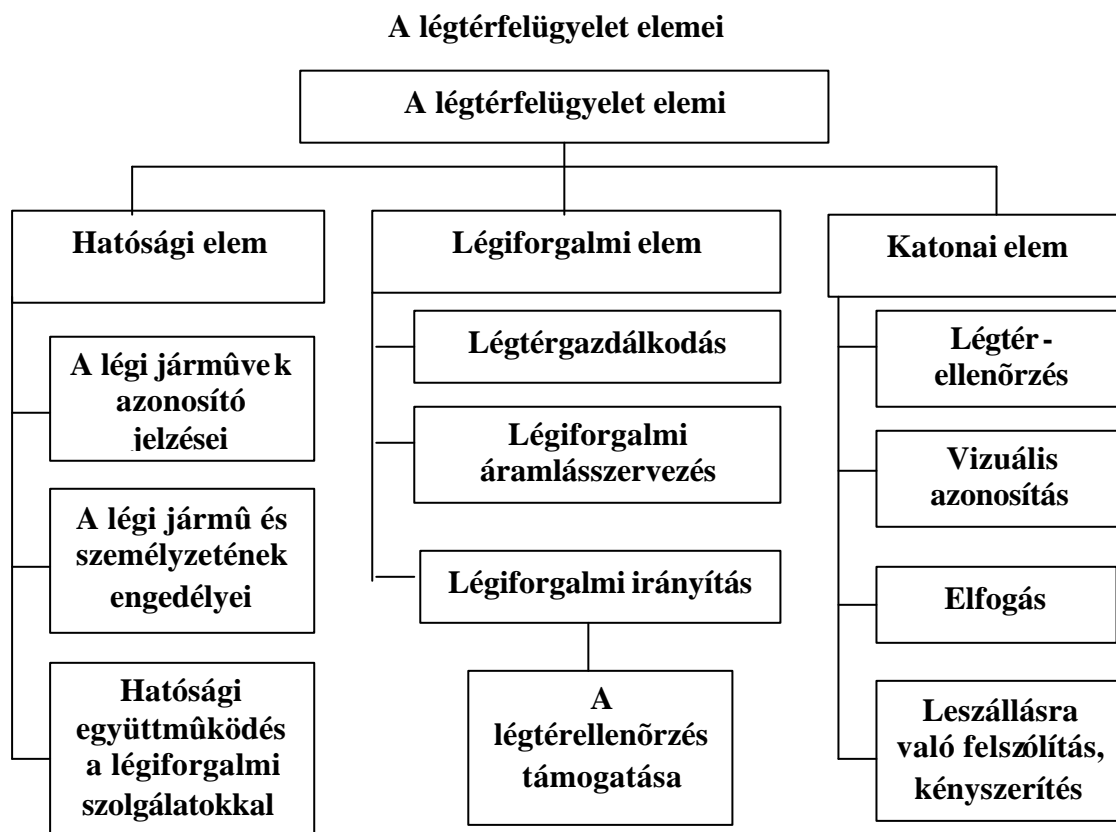 A légtérfelügyelet elemei
A légtérfelügyelet elemi
Hatósági elem
A légi jármûvek
azonosító
jelzései
A légi jármû és
személyzetének
engedélyei
Hatósági
együttmûködés
a légiforgalmi
szolgálatokkal
Légiforgalmi elem
Légtérgazdálkodás
Légiforgalmi
áramlásszervezés
Légiforgalmi irányítás
A
légtérellenõrzés
támogatása
Katonai elem
Légtér -
ellenõrzés
Vizuális
azonosítás
Elfogás
Leszállásra
való felszólítás,
kényszerítés